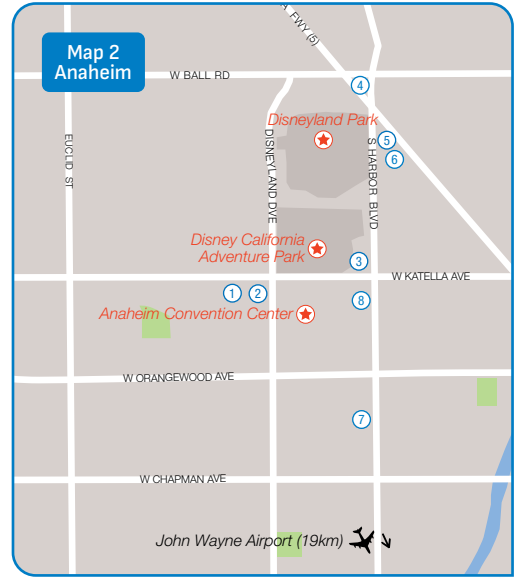 Map 2
Anaheim
A FWY (5)
W BALL RD
4
Disneyland Park
5
6
EUCLID ST
DISNEYLAND DVE
S HARBOR BLVD
Disney California
Adventure Park
3
W KATELLA AVE
1
2
8
Anaheim Convention Center
W ORANGEWOOD AVE
7
W CHAPMAN AVE
John Wayne Airport (19km)